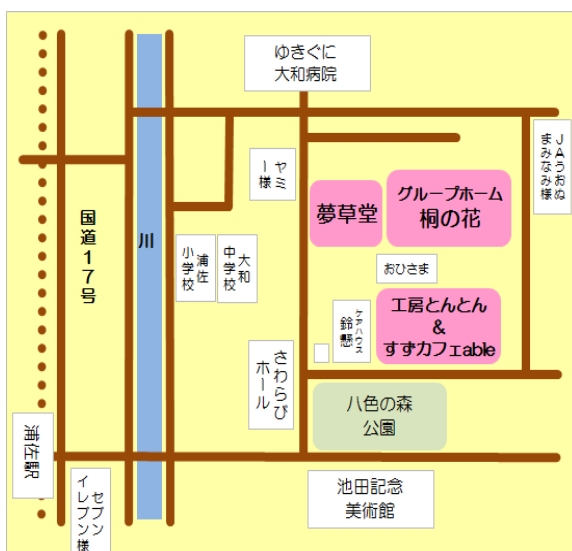 ゆきぐに
大和病院
JAうおぬ
まみなみ様
ヤミ
ー様
夢草堂
グループホーム
桐の花
国道17号
川
浦佐
小学校
大和
中学校
おひさま
ケアハウス
鈴懸
工房とんとん
&
すずカフェable
さわらび
ホール
八色の森
公園
浦佐駅
セブン
イレブン様
池田記念
美術館